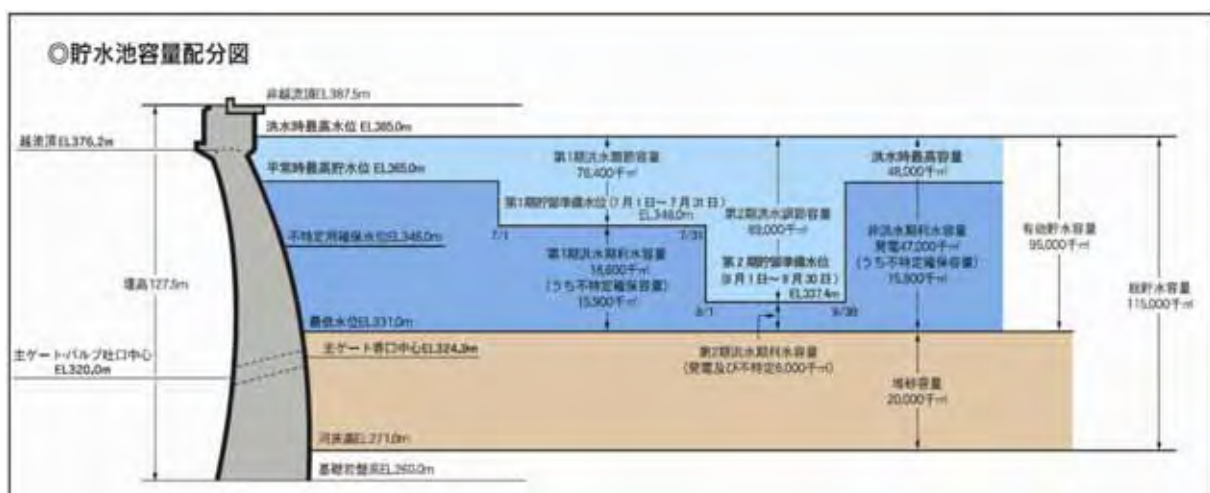 ◎貯水池容量配分図
非越流頂EL387.5m
洪水時最高水位 EL385.0m
越流頂EL376.2m
平常時最高貯水位 EL365.0m
第1期洪水調節容量
76,400千㎥
洪水時最高容量
48,000千㎥
第1期貯留準備水位(7月1日〜7月31日)
EL348.0m
第2期洪水調節容量
89,000千㎥
有効貯水容量
95,000千㎥
不特定用確保水位EL346.0m
7/1
7/31
第1期洪水期利水容量
18,600千㎥
(うち不特定確保容量)
15,900千㎥
非洪水期利水容量
発電47,000千㎥
(うち不特定確保容量)
15,900千㎥
第2期貯留準備水位
(8月1日〜9月30日)
EL337.4m
堤高127.5m
総貯水容量
115,000千㎥
8/1
9/30
最低水位EL331.0m
主ゲート・バルブ吐口中心
EL320.0m
主ゲート呑口中心EL324.3m
第2期洪水期利水容量
(発電及び不特定6,000千㎥)
堆砂容量
20,000千㎥
河床高EL271.0m
基礎岩盤高EL260.0m